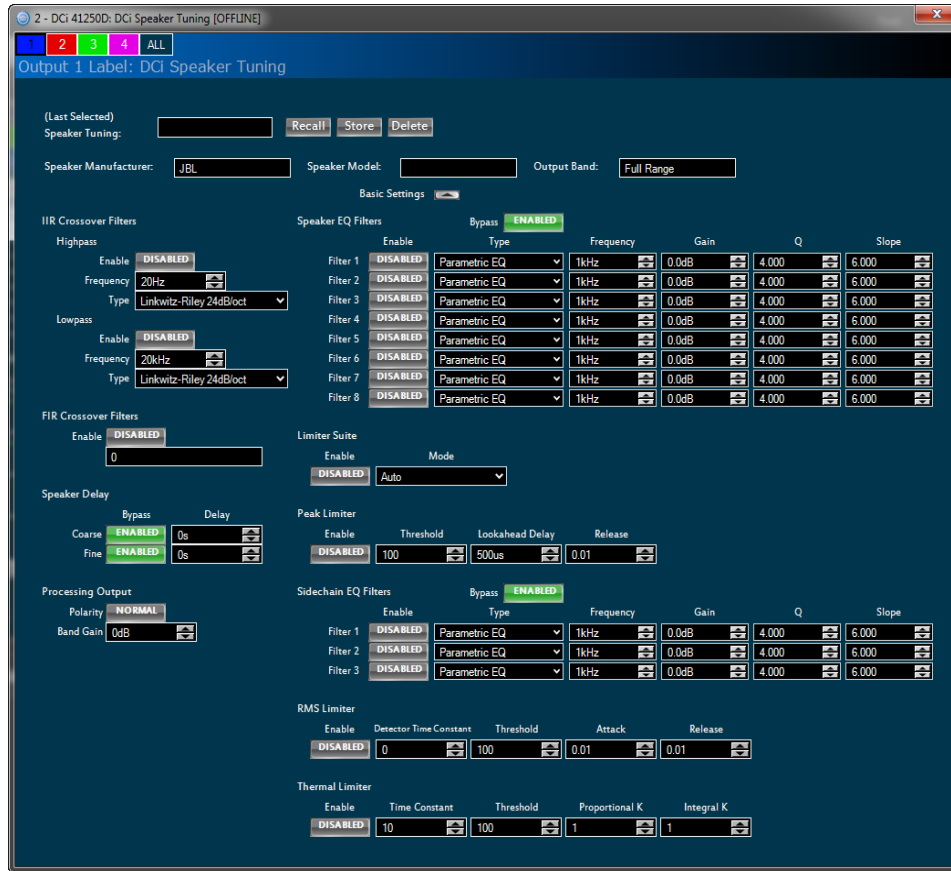 2 - DCi 41250D: DCi Speaker Tuning [OFFLINE]
1 2 3 4 ALL
Output 1 Label: DCi Speaker Tuning
(Last Selected)
Speaker Tuning: Recall Store Delete
Speaker Manufacturer: JBL Speaker Model: Output Band: Full Range
Basic Settings
IIR Crossover Filters
Highpass
Enable DISABLED
Frequency 20Hz
Type Linkwitz-Riley 24dB/oct
Lowpass
Enable DISABLED
Frequency 20kHz
Type Linkwitz-Riley 24dB/oct
FIR Crossover Filters
Enable DISABLED
0
Speaker Delay
Bypass Delay
Coarse ENABLED 0s
Fine ENABLED 0s
Processing Output
Polarity NORMAL
Band Gain 0dB
Speaker EQ Filters Bypass ENABLED
Enable Type Frequency Gain Q Slope
Filter 1 DISABLED Parametric EQ 1kHz 0.0dB 4.000 6.000
Filter 2 DISABLED Parametric EQ 1kHz 0.0dB 4.000 6.000
Filter 3 DISABLED Parametric EQ 1kHz 0.0dB 4.000 6.000
Filter 4 DISABLED Parametric EQ 1kHz 0.0dB 4.000 6.000
Filter 5 DISABLED Parametric EQ 1kHz 0.0dB 4.000 6.000
Filter 6 DISABLED Parametric EQ 1kHz 0.0dB 4.000 6.000
Filter 7 DISABLED Parametric EQ 1kHz 0.0dB 4.000 6.000
Filter 8 DISABLED Parametric EQ 1kHz 0.0dB 4.000 6.000
Limiter Suite
Enable Mode
DISABLED Auto
Peak Limiter
Enable Threshold Lookahead Delay Release
DISABLED 100 500us 0.01
Sidechain EQ Filters Bypass ENABLED
Enable Type Frequency Gain Q Slope
Filter 1 DISABLED Parametric EQ 1kHz 0.0dB 4.000 6.000
Filter 2 DISABLED Parametric EQ 1kHz 0.0dB 4.000 6.000
Filter 3 DISABLED Parametric EQ 1kHz 0.0dB 4.000 6.000
RMS Limiter
Enable Detector Time Constant Threshold Attack Release
DISABLED 0 100 0.01 0.01
Thermal Limiter
Enable Time Constant Threshold Proportional K Integral K
DISABLED 10 100 1 1